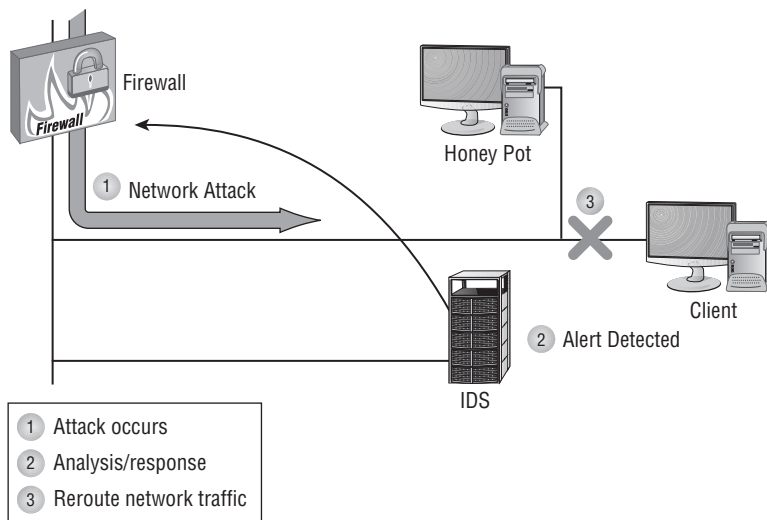 Firewall
Firewall
1 Network Attack
Honey Pot
3
Client
2 Alert Detected
IDS
1 Attack occurs
2 Analysis/response
3 Reroute network traffic